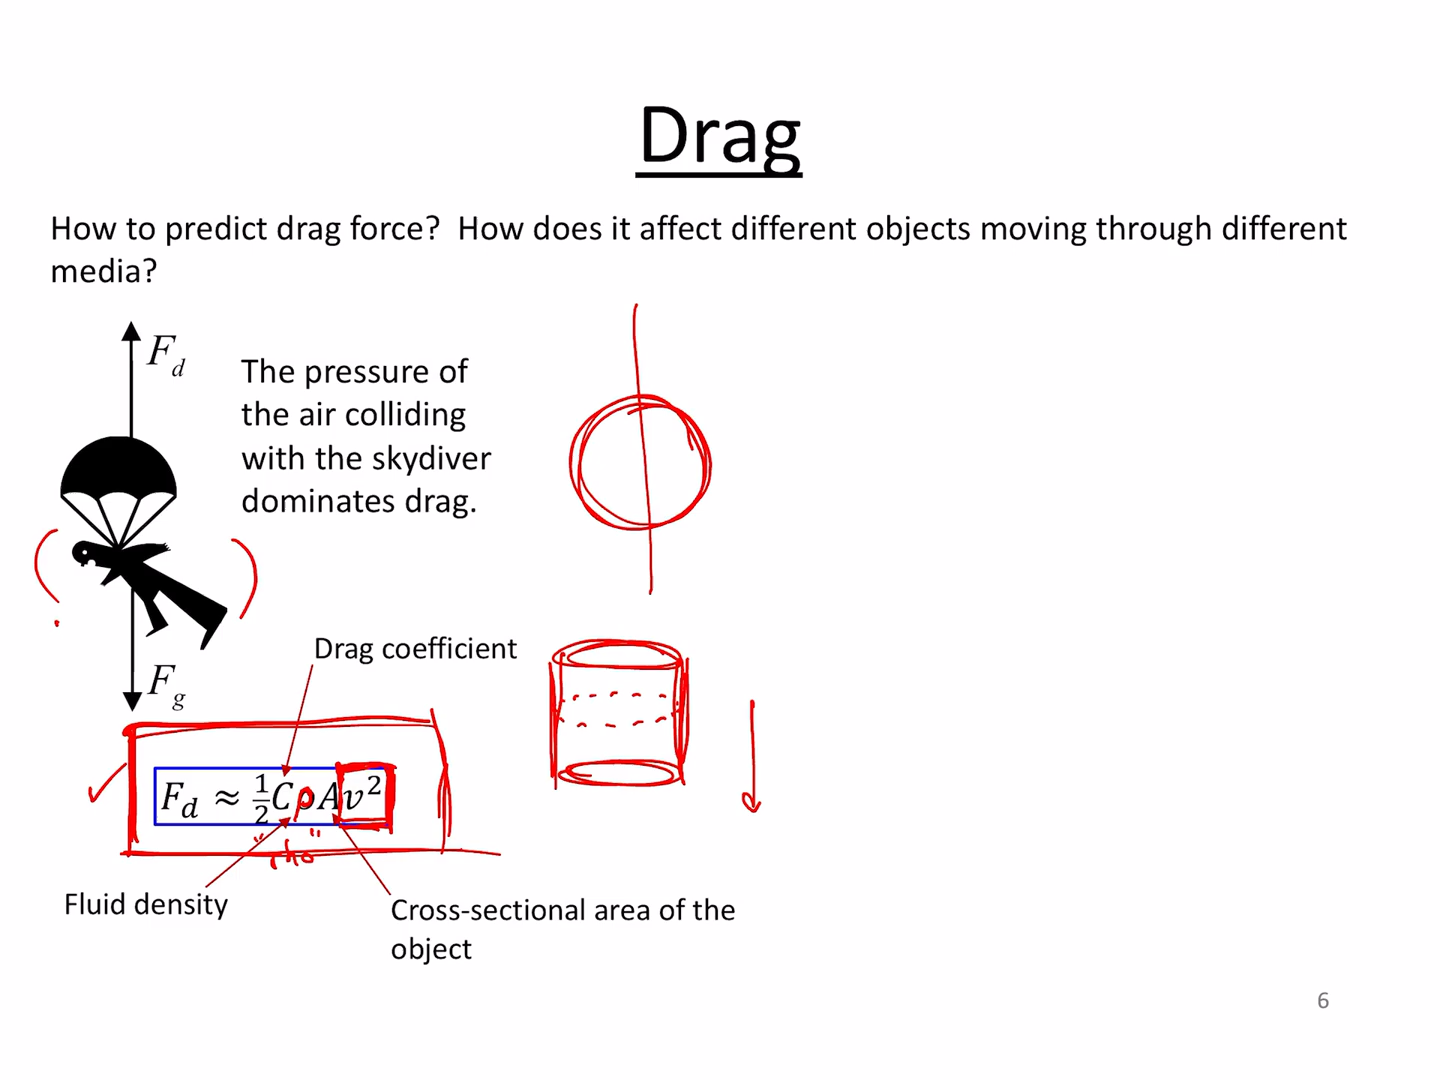 Drag
How to predict drag force?  How does it affect different objects moving through different
media?
F_d
The pressure of
the air colliding
with the skydiver
dominates drag.
F_g
Drag coefficient
F_d ≈ ½CρAv²
"rho"
Fluid density
Cross-sectional area of the
object
6